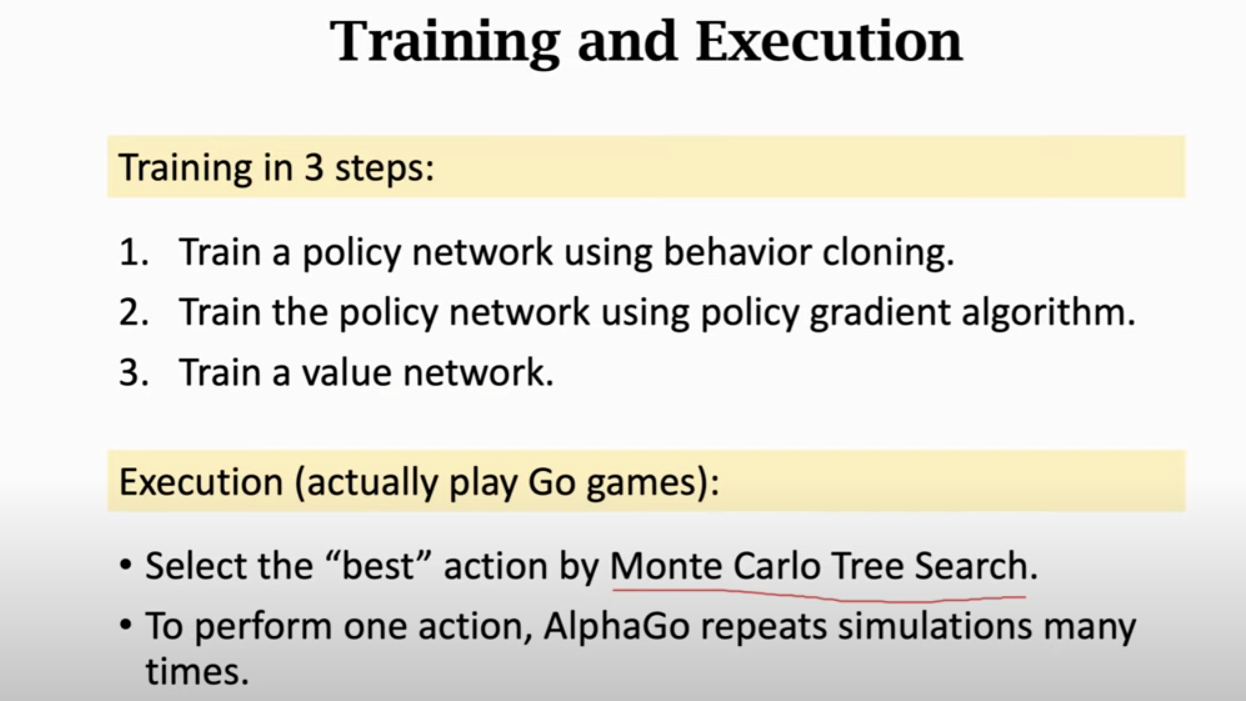 Training and Execution
Training in 3 steps:
1. Train a policy network using behavior cloning.
2. Train the policy network using policy gradient algorithm.
3. Train a value network.
Execution (actually play Go games):
• Select the “best” action by Monte Carlo Tree Search.
• To perform one action, AlphaGo repeats simulations many
times.